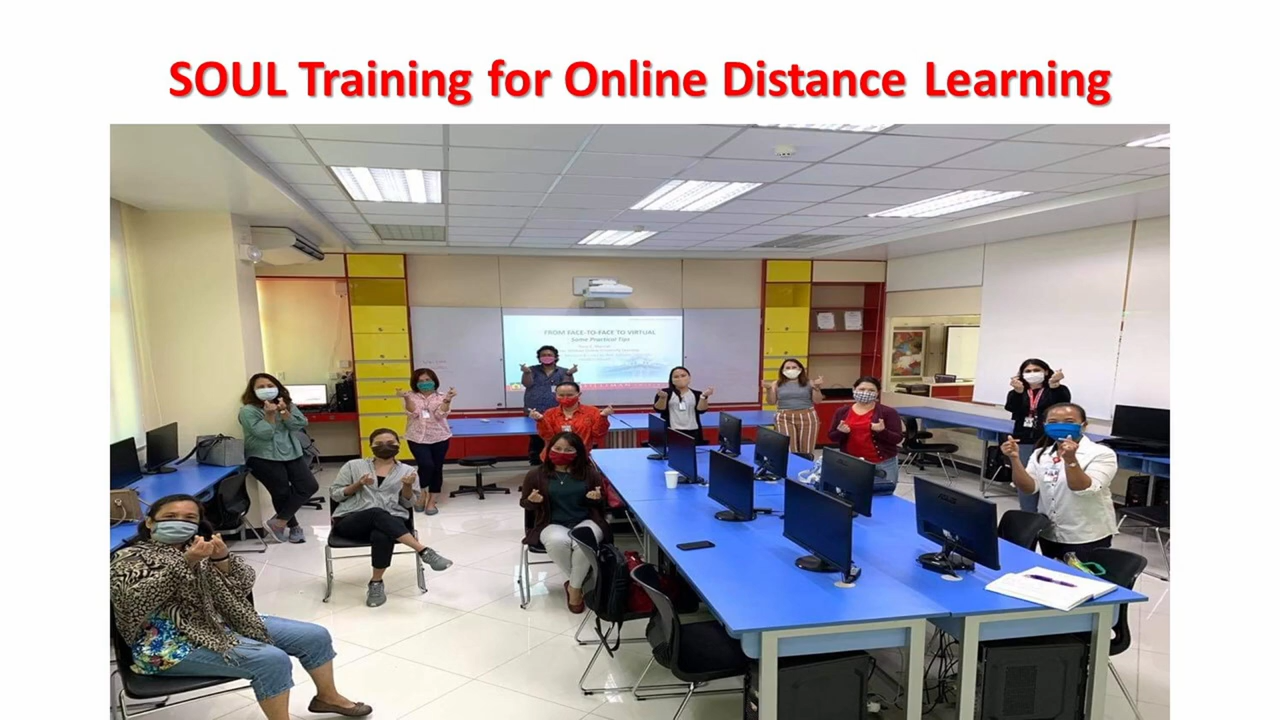 SOUL Training for Online Distance Learning
FROM FACE-TO-FACE TO VIRTUAL
Some Practical Tips